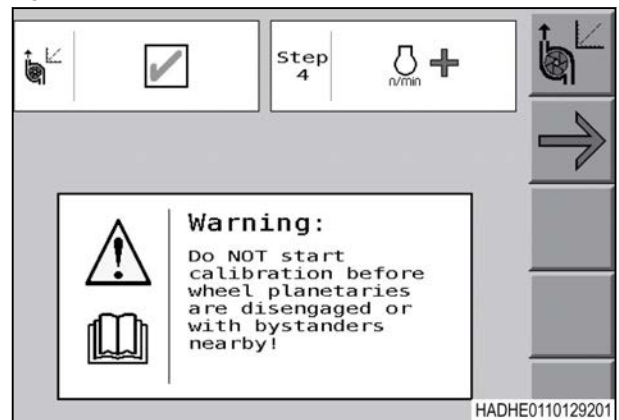 Step
4
n/min
Warning:
Do NOT start
calibration before
wheel planetaries
are disengaged or
with bystanders
nearby!
HADHE0110129201